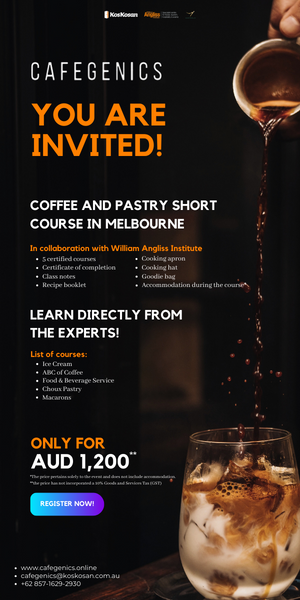 KosKosan
Angliss
CAFEGENICS
YOU ARE
INVITED!
COFFEE AND PASTRY SHORT
COURSE IN MELBOURNE
In collaboration with William Angliss Institute
• 5 certified courses
• Certificate of completion
• Class notes
• Recipe booklet
• Cooking apron
• Cooking hat
• Goodie bag
• Accommodation during the course
LEARN DIRECTLY FROM
THE EXPERTS!
List of courses:
• Ice Cream
• ABC of Coffee
• Food & Beverage Service
• Choux Pastry
• Macarons
ONLY FOR
AUD 1,200**
*The price pertains solely to the event and does not include accommodation.
**the price has not incorporated a 10% Goods and Services Tax (GST)
REGISTER NOW!
• www.cafegenics.online
• cafegenics@koskosan.com.au
• +62 857-1629-2930